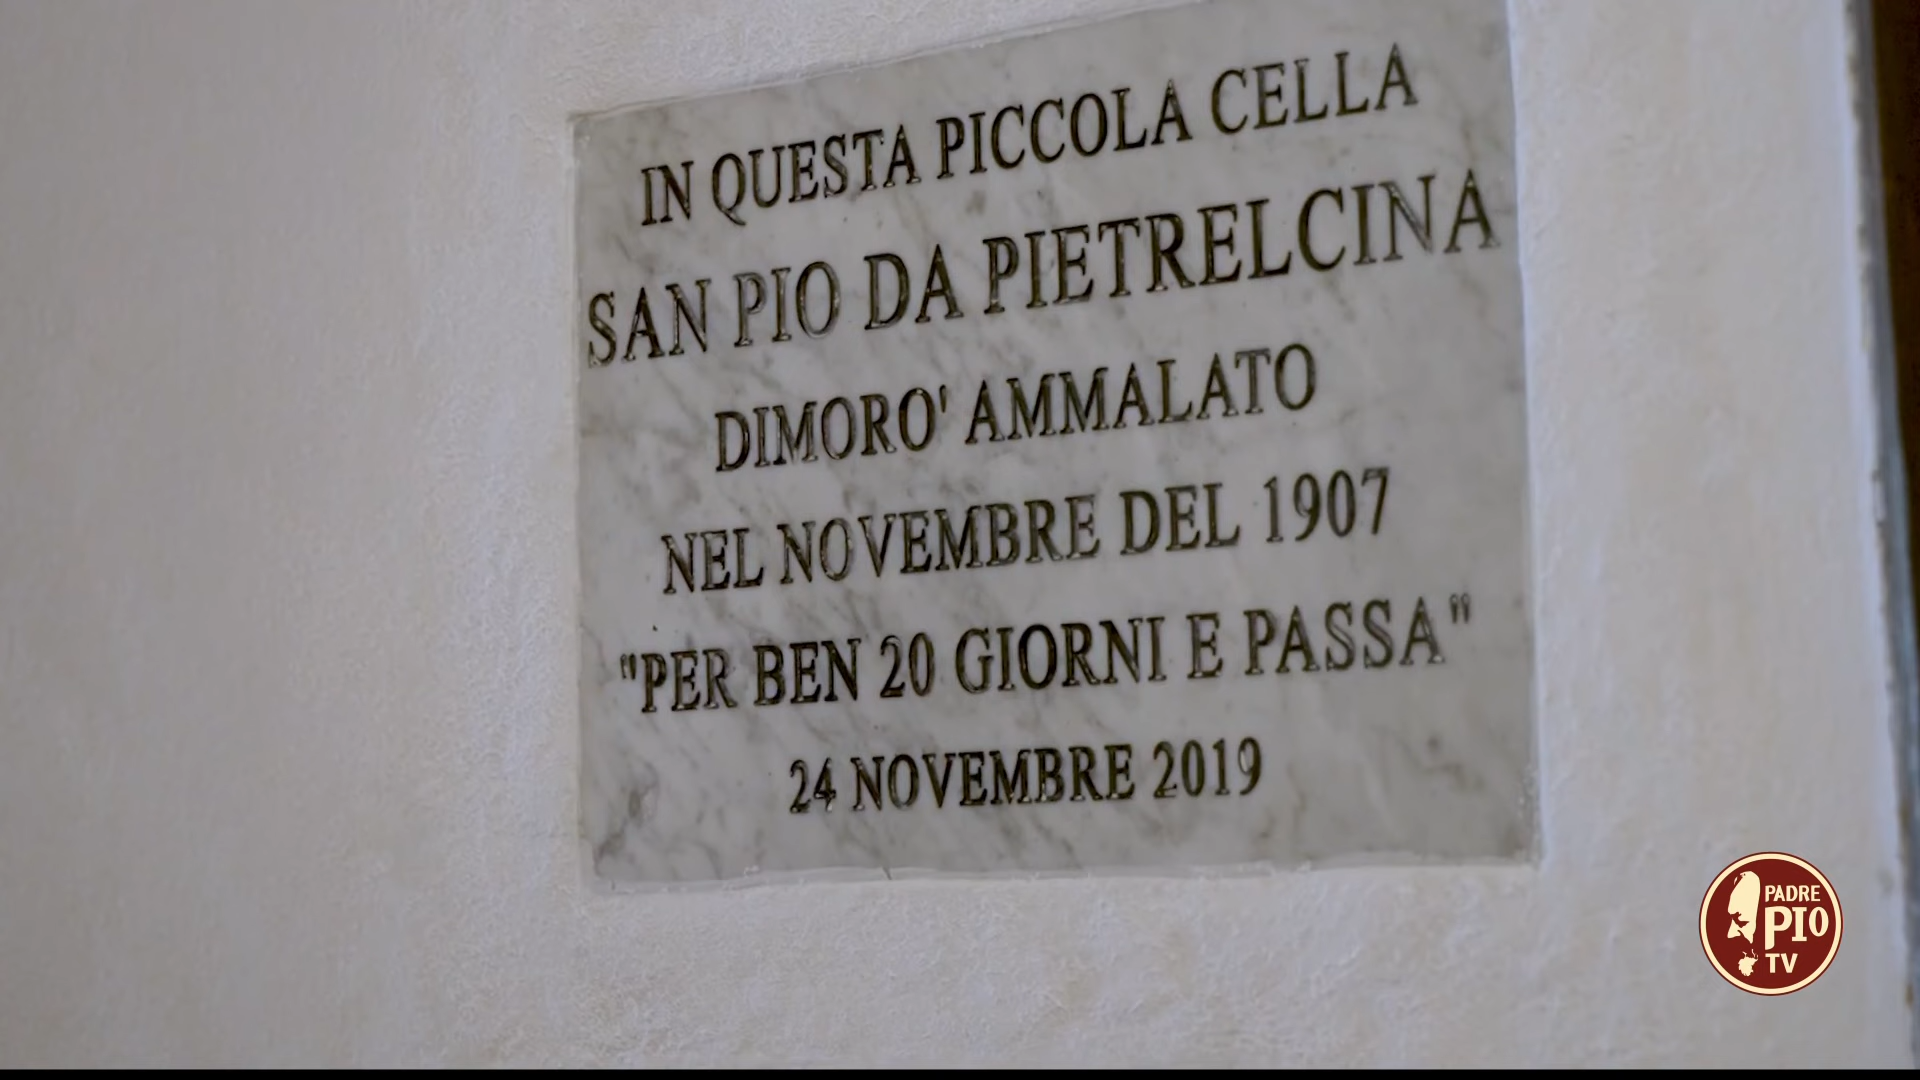 IN QUESTA PICCOLA CELLA
SAN PIO DA PIETRELCINA
DIMORO' AMMALATO
NEL NOVEMBRE DEL 1907
"PER BEN 20 GIORNI E PASSA"
24 NOVEMBRE 2019
PADRE
PIO
TV